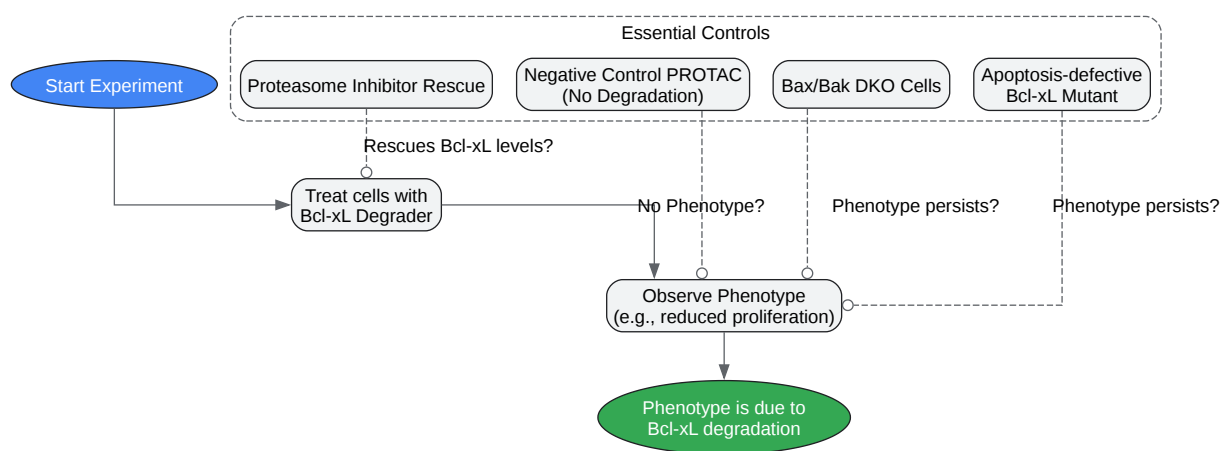 Essential Controls
Start Experiment
Proteasome Inhibitor Rescue
Negative Control PROTAC
(No Degradation)
Bax/Bak DKO Cells
Apoptosis-defective
Bcl-xL Mutant
Rescues Bcl-xL levels?
Treat cells with
Bcl-xL Degrader
No Phenotype?
Phenotype persists?
Phenotype persists?
Observe Phenotype
(e.g., reduced proliferation)
Phenotype is due to
Bcl-xL degradation